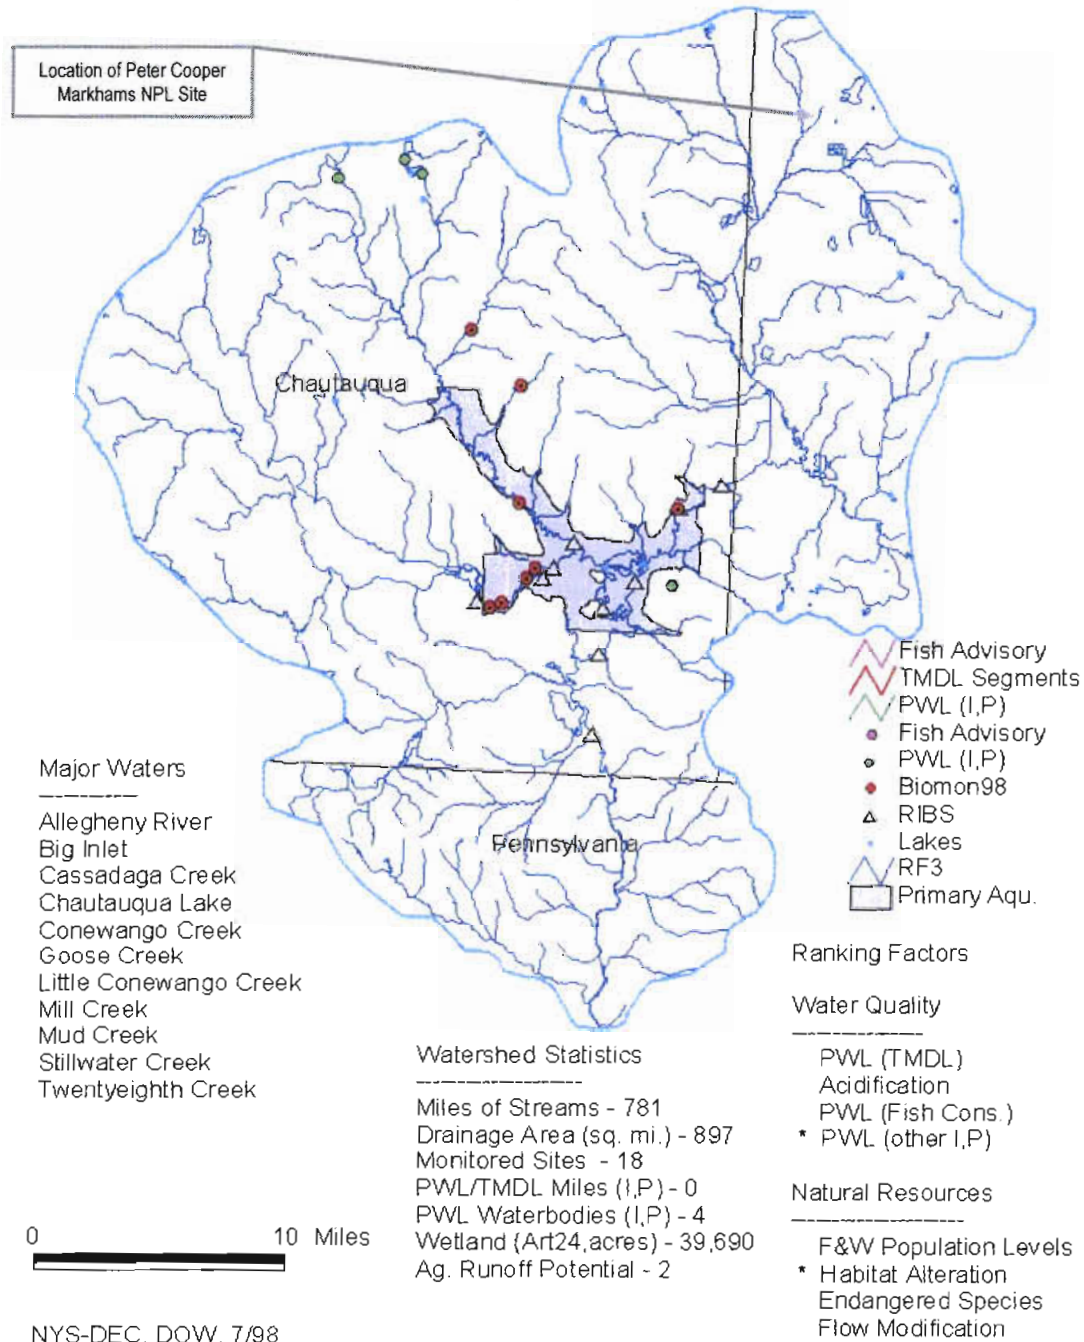 Location of Peter Cooper
Markhams NPL Site
Chautauqua
Fish Advisory
TMDL Segments
PWL (I,P)
Fish Advisory
PWL (I,P)
Biomon98
RIBS
Lakes
RF3
Primary Aqu.
Pennsylvania
Major Waters
Allegheny River
Big Inlet
Cassadaga Creek
Chautauqua Lake
Conewango Creek
Goose Creek
Little Conewango Creek
Mill Creek
Mud Creek
Stillwater Creek
Twentyeighth Creek
Watershed Statistics
Miles of Streams - 781
Drainage Area (sq. mi.) - 897
Monitored Sites - 18
PWL/TMDL Miles (I,P) - 0
PWL Waterbodies (I,P) - 4
Wetland (Art24,acres) - 39,690
Ag. Runoff Potential - 2
Ranking Factors
Water Quality
PWL (TMDL)
Acidification
PWL (Fish Cons.)
* PWL (other I,P)
Natural Resources
F&W Population Levels
* Habitat Alteration
Endangered Species
Flow Modification
0 10 Miles
NYS-DEC, DOW, 7/98